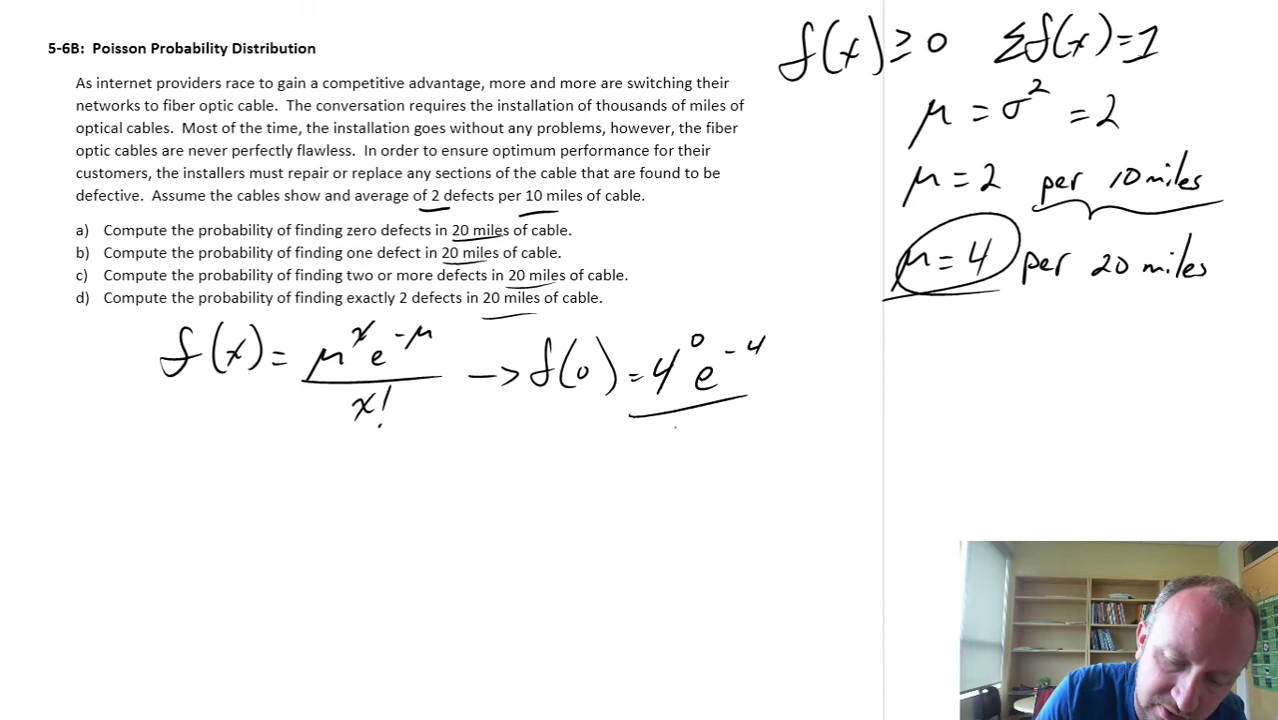 5-6B: Poisson Probability Distribution
As internet providers race to gain a competitive advantage, more and more are switching their
networks to fiber optic cable. The conversation requires the installation of thousands of miles of
optical cables. Most of the time, the installation goes without any problems, however, the fiber
optic cables are never perfectly flawless. In order to ensure optimum performance for their
customers, the installers must repair or replace any sections of the cable that are found to be
defective. Assume the cables show and average of 2 defects per 10 miles of cable.
a) Compute the probability of finding zero defects in 20 miles of cable.
b) Compute the probability of finding one defect in 20 miles of cable.
c) Compute the probability of finding two or more defects in 20 miles of cable.
d) Compute the probability of finding exactly 2 defects in 20 miles of cable.
f(x) = μ^x e^-μ / x! -> f(0) = 4^0 e^-4
f(x) ≥ 0 Σf(x) = 1
μ = σ^2 = 2
μ = 2 per 10 miles
μ = 4 per 20 miles